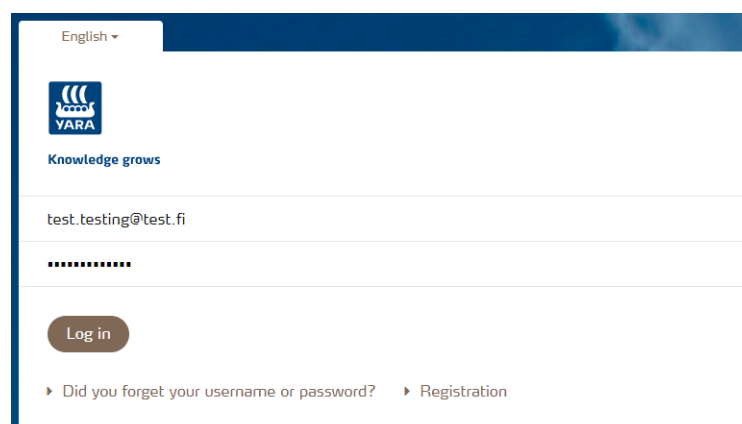 English
YARA
Knowledge grows
test.testing@test.fi
•••••••••••••
Log in
Did you forget your username or password? Registration